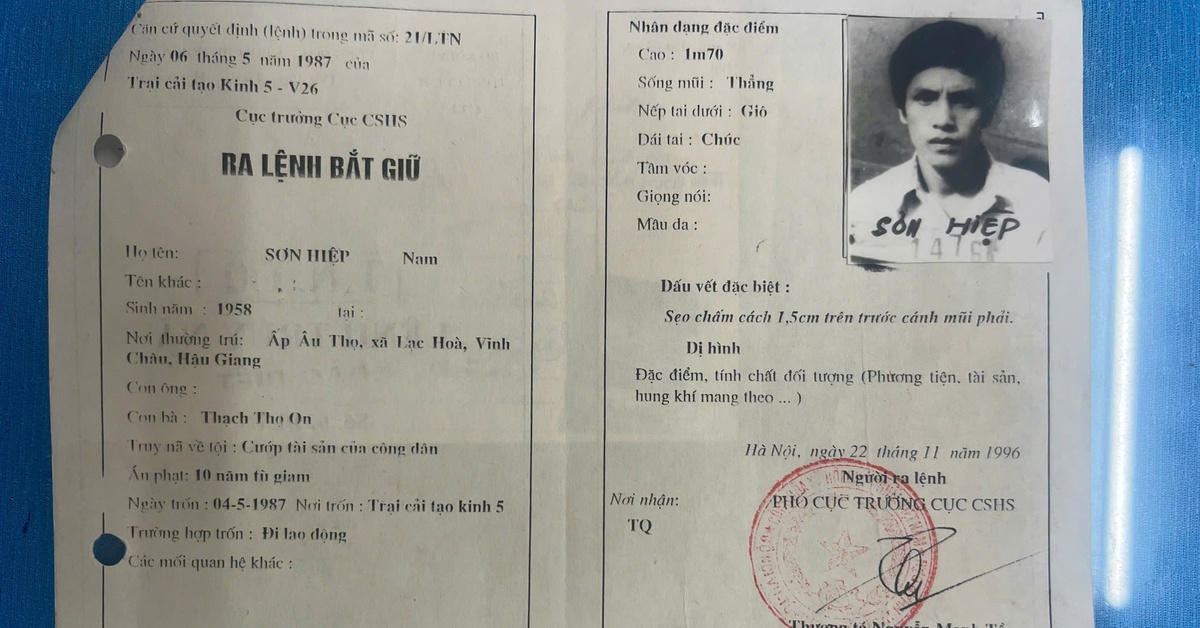 Căn cứ quyết định (lệnh) trong mã số: 21/LTN
Ngày 06 tháng 5 năm 1987 của
Trại cải tạo Kinh 5 - V26
Cục trưởng Cục CSHS
RA LỆNH BẮT GIỮ
Họ tên: SƠN HIỆP Nam
Tên khác :
Sinh năm : 1958 tại :
Nơi thường trú: Ấp Âu Thọ, xã Lạc Hoà, Vĩnh
Châu, Hậu Giang
Con ông :
Con bà : Thạch Thọ On
Truy nã về tội : Cướp tài sản của công dân
Án phạt: 10 năm tù giam
Ngày trốn : 04-5-1987 Nơi trốn : Trại cải tạo kinh 5
Trường hợp trốn : Đi lao động
Các mối quan hệ khác :
Nhân dạng đặc điểm
Cao : 1m70
Sống mũi : Thẳng
Nếp tai dưới : Giô
Dái tai : Chúc
Tầm vóc :
Giọng nói:
Mầu da :
SƠN HIỆP
Dấu vết đặc biệt :
Sẹo chấm cách 1,5cm trên trước cánh mũi phải.
Dị hình
Đặc điểm, tính chất đối tượng (Phương tiện, tài sản,
hung khí mang theo ... )
Hà Nội, ngày 22 tháng 11 năm 1996
Người ra lệnh
Nơi nhận: PHÓ CỤC TRƯỞNG CỤC CSHS
TQ
Thượng tá Nguyễn Mạnh